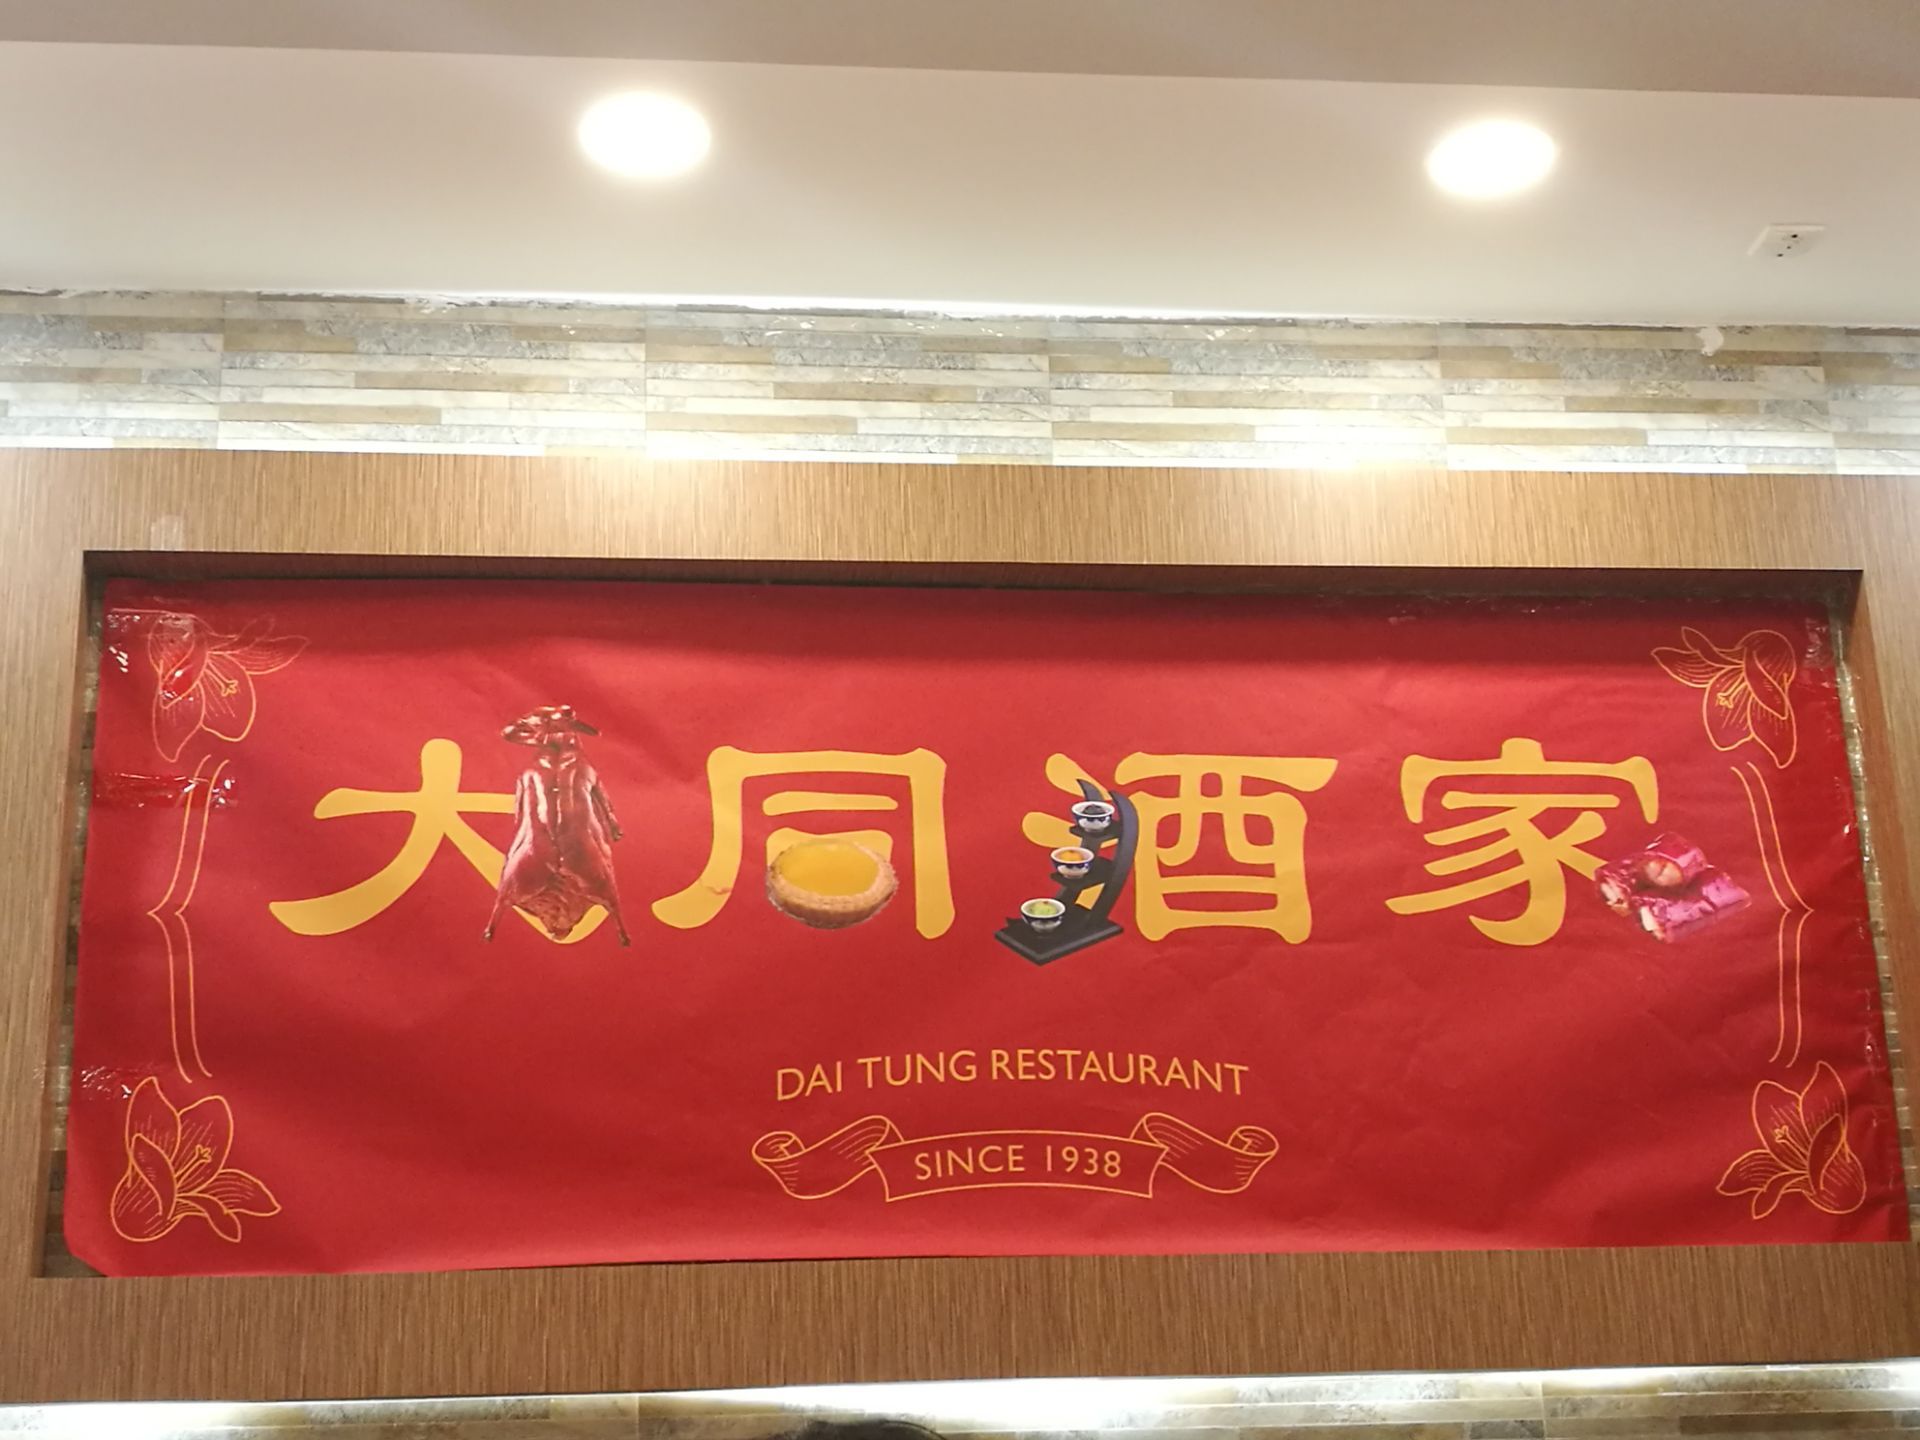 大同酒家
DAI TUNG RESTAURANT
SINCE 1938